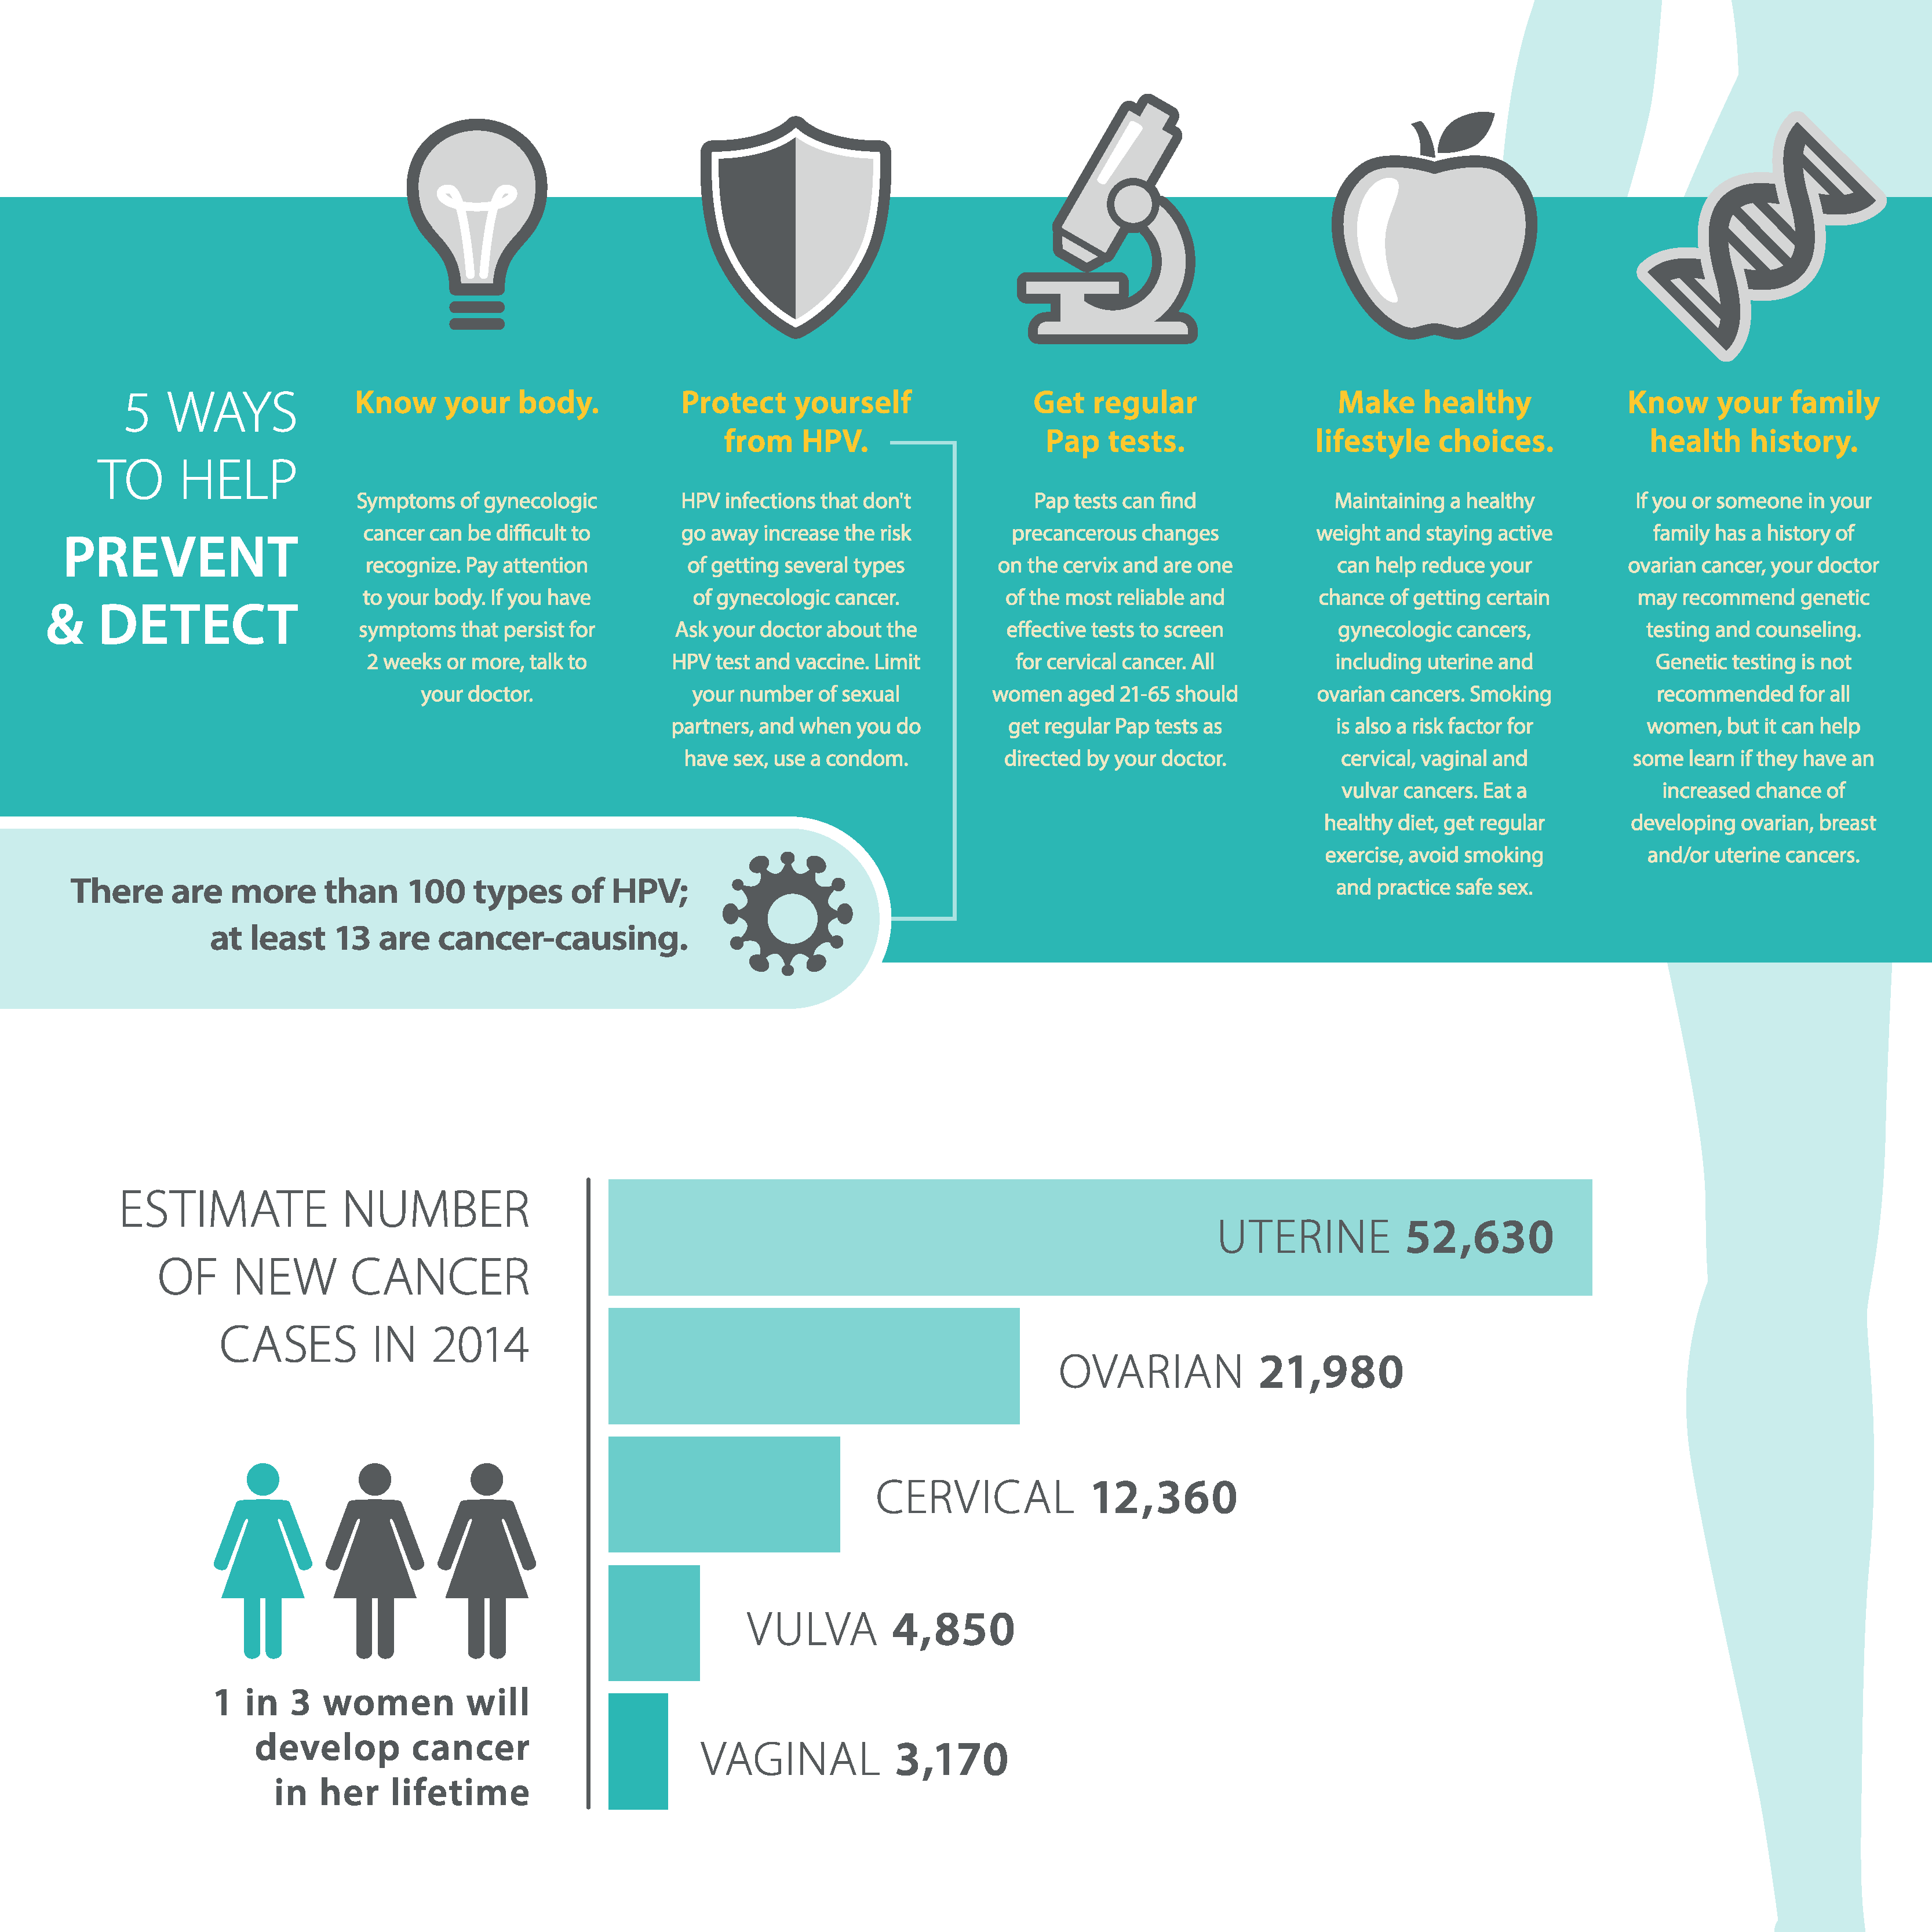 5 WAYS
TO HELP
PREVENT
& DETECT
Know your body.
Symptoms of gynecologic
cancer can be difficult to
recognize. Pay attention
to your body. If you have
symptoms that persist for
2 weeks or more, talk to
your doctor.
Protect yourself
from HPV.
HPV infections that don't
go away increase the risk
of getting several types
of gynecologic cancer.
Ask your doctor about the
HPV test and vaccine. Limit
your number of sexual
partners, and when you do
have sex, use a condom.
Get regular
Pap tests.
Pap tests can find
precancerous changes
on the cervix and are one
of the most reliable and
effective tests to screen
for cervical cancer. All
women aged 21-65 should
get regular Pap tests as
directed by your doctor.
Make healthy
lifestyle choices.
Maintaining a healthy
weight and staying active
can help reduce your
chance of getting certain
gynecologic cancers,
including uterine and
ovarian cancers. Smoking
is also a risk factor for
cervical, vaginal and
vulvar cancers. Eat a
healthy diet, get regular
exercise, avoid smoking
and practice safe sex.
Know your family
health history.
If you or someone in your
family has a history of
ovarian cancer, your doctor
may recommend genetic
testing and counseling.
Genetic testing is not
recommended for all
women, but it can help
some learn if they have an
increased chance of
developing ovarian, breast
and/or uterine cancers.
There are more than 100 types of HPV;
at least 13 are cancer-causing.
ESTIMATE NUMBER
OF NEW CANCER
CASES IN 2014
1 in 3 women will
develop cancer
in her lifetime
UTERINE 52,630
OVARIAN 21,980
CERVICAL 12,360
VULVA 4,850
VAGINAL 3,170